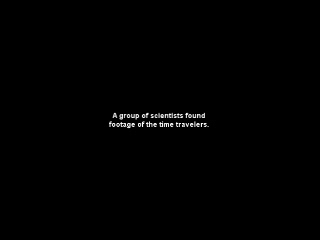 A group of scientists found
footage of the time travelers.